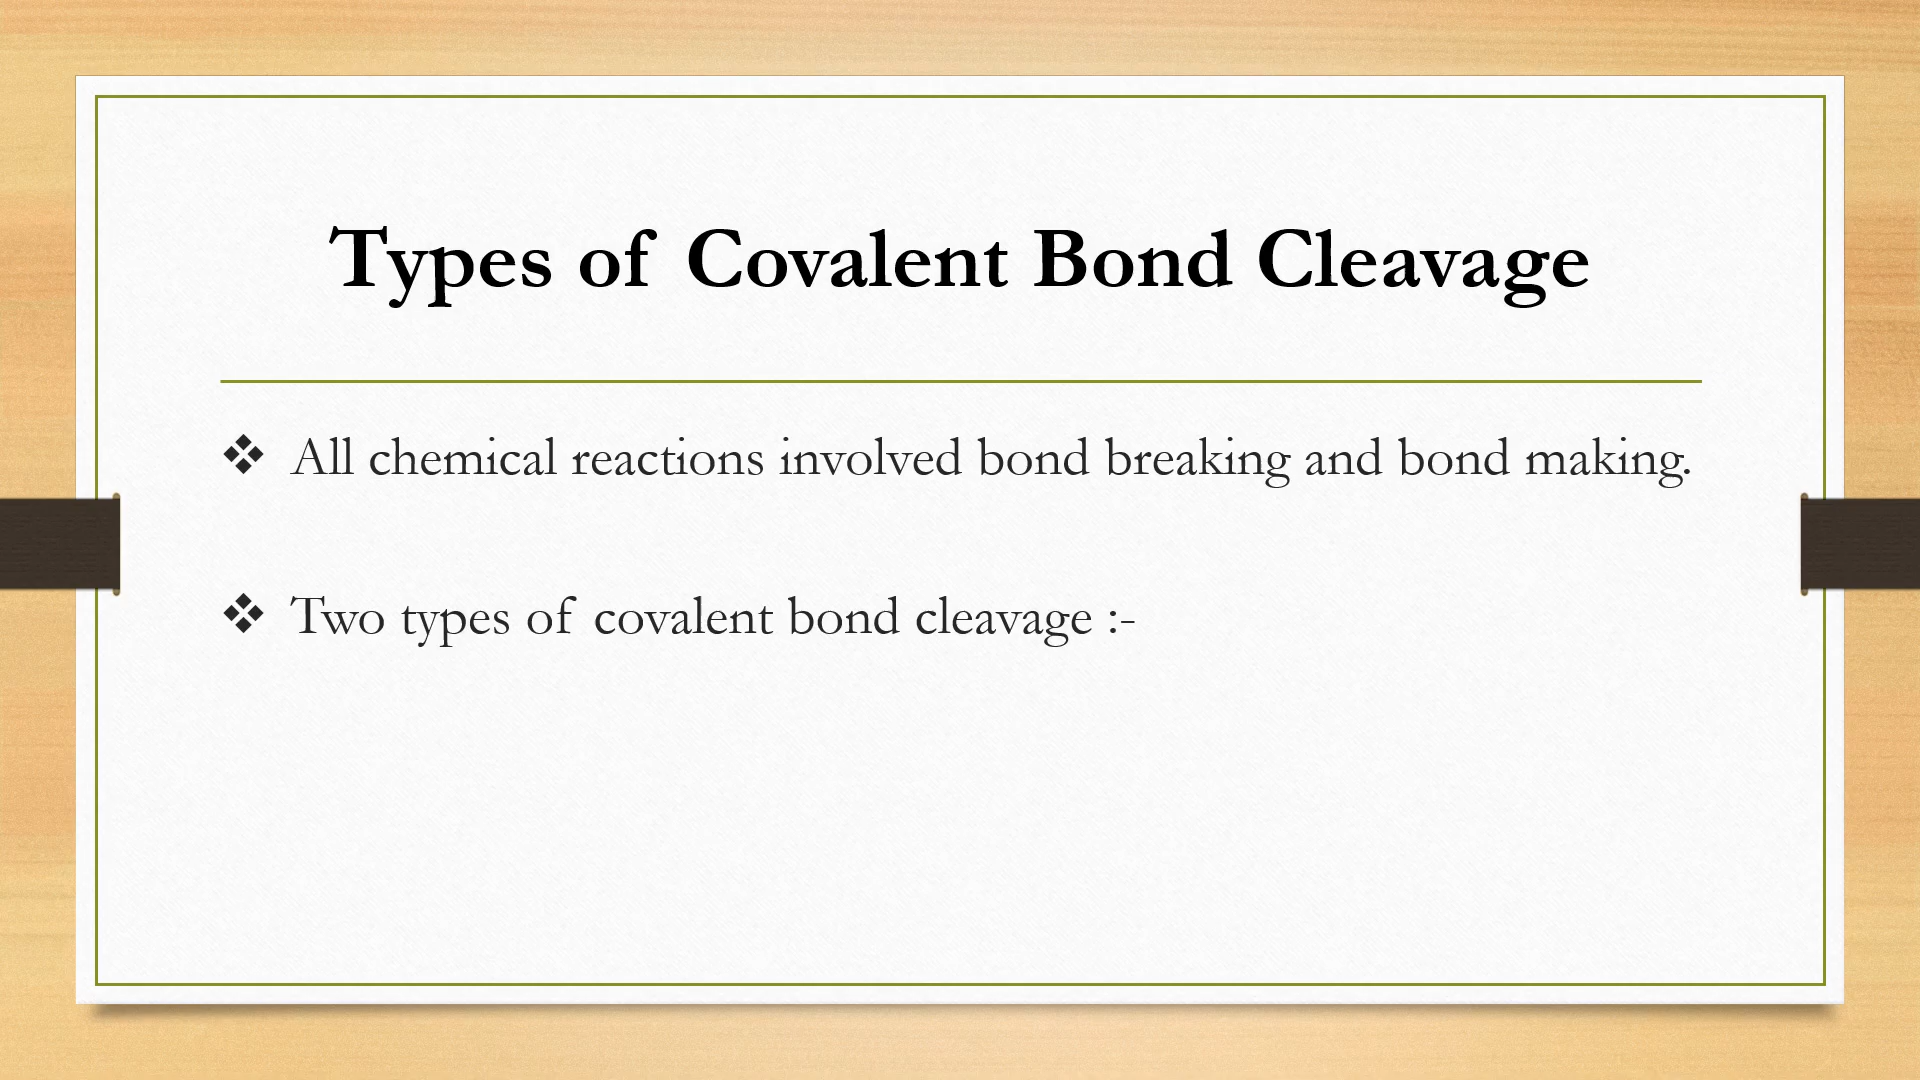 Types of Covalent Bond Cleavage
❖ All chemical reactions involved bond breaking and bond making.
❖ Two types of covalent bond cleavage :-